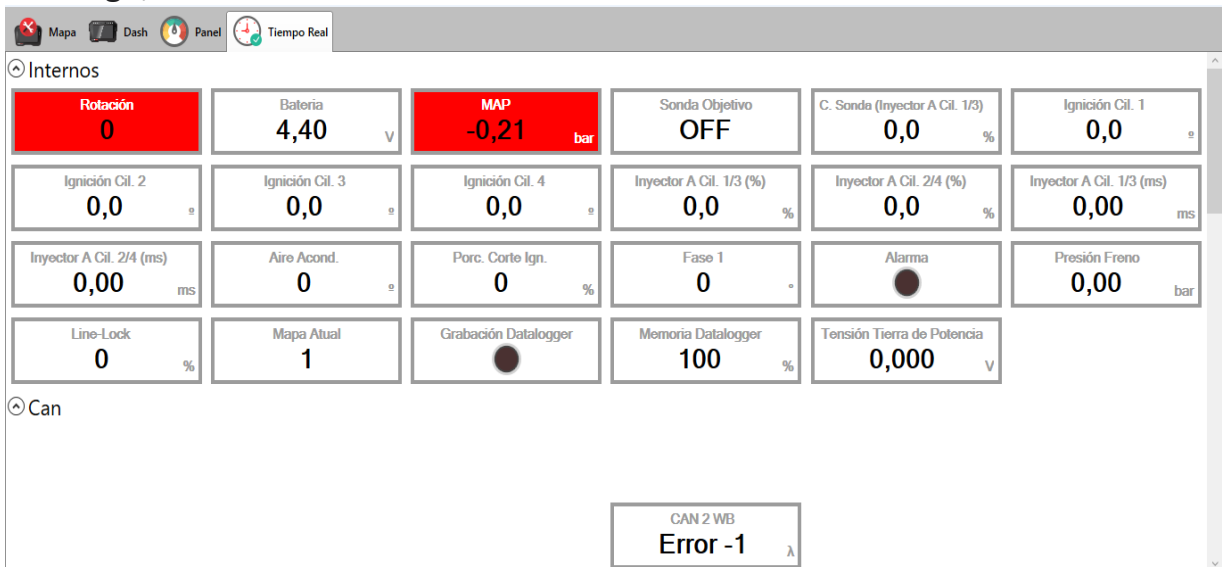 Mapa Dash Panel Tiempo Real
Internos
Rotación
0
Bateria
4,40 V
MAP
-0,21 bar
Sonda Objetivo
OFF
C. Sonda (Inyector A Cil. 1/3)
0,0 %
Ignición Cil. 1
0,0 º
Ignición Cil. 2
0,0 º
Ignición Cil. 3
0,0 º
Ignición Cil. 4
0,0 º
Inyector A Cil. 1/3 (%)
0,0 %
Inyector A Cil. 2/4 (%)
0,0 %
Inyector A Cil. 1/3 (ms)
0,00 ms
Inyector A Cil. 2/4 (ms)
0,00 ms
Aire Acond.
0 º
Porc. Corte Ign.
0 %
Fase 1
0 °
Alarma
Presión Freno
0,00 bar
Line-Lock
0 %
Mapa Atual
1
Grabación Datalogger
Memoria Datalogger
100 %
Tensión Tierra de Potencia
0,000 V
Can
CAN 2 WB
Error -1 λ